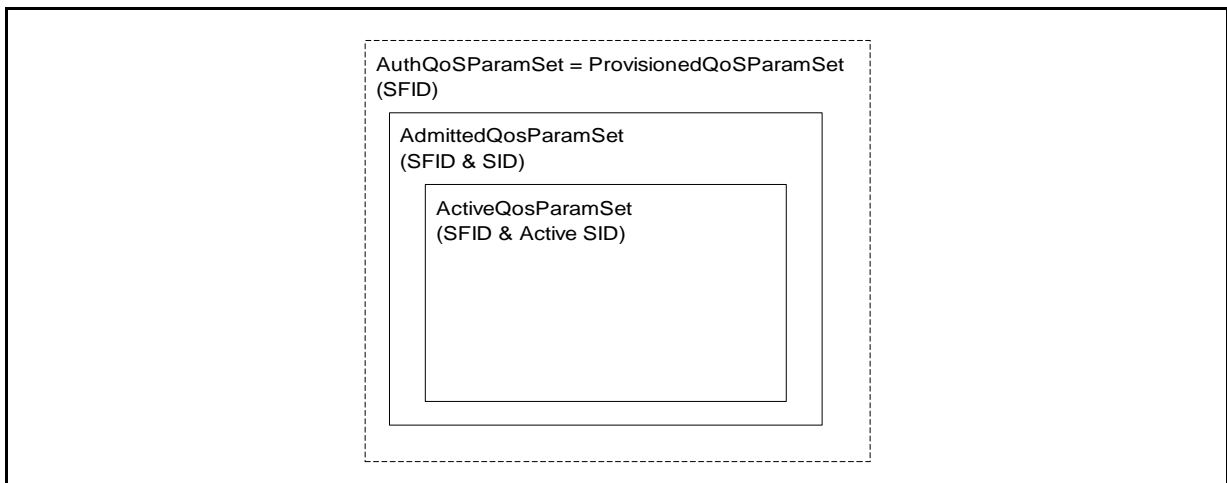 AuthQoSParamSet = ProvisionedQoSParamSet
(SFID)
AdmittedQosParamSet
(SFID & SID)
ActiveQosParamSet
(SFID & Active SID)